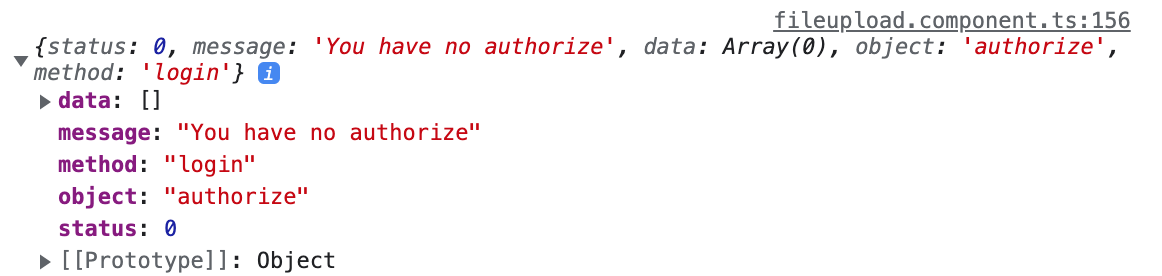 fileupload.component.ts:156
{status: 0, message: 'You have no authorize', data: Array(0), object: 'authorize',
method: 'login'} i
data: []
message: "You have no authorize"
method: "login"
object: "authorize"
status: 0
[[Prototype]]: Object